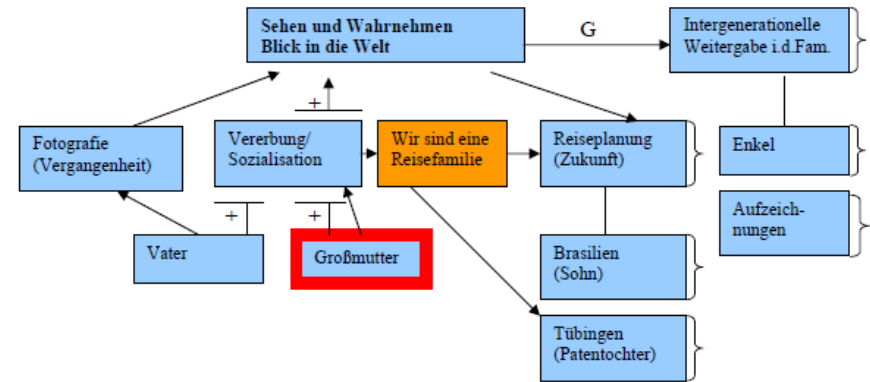 Sehen und Wahrnehmen
Blick in die Welt
G
Intergenerationelle
Weitergabe i.d.Fam.
+
Fotografie
(Vergangenheit)
Vererbung/
Sozialisation
Wir sind eine
Reisefamilie
Reiseplanung
(Zukunft)
Enkel
+
+
Aufzeich-
nungen
Vater
Großmutter
Brasilien
(Sohn)
Tübingen
(Patentochter)